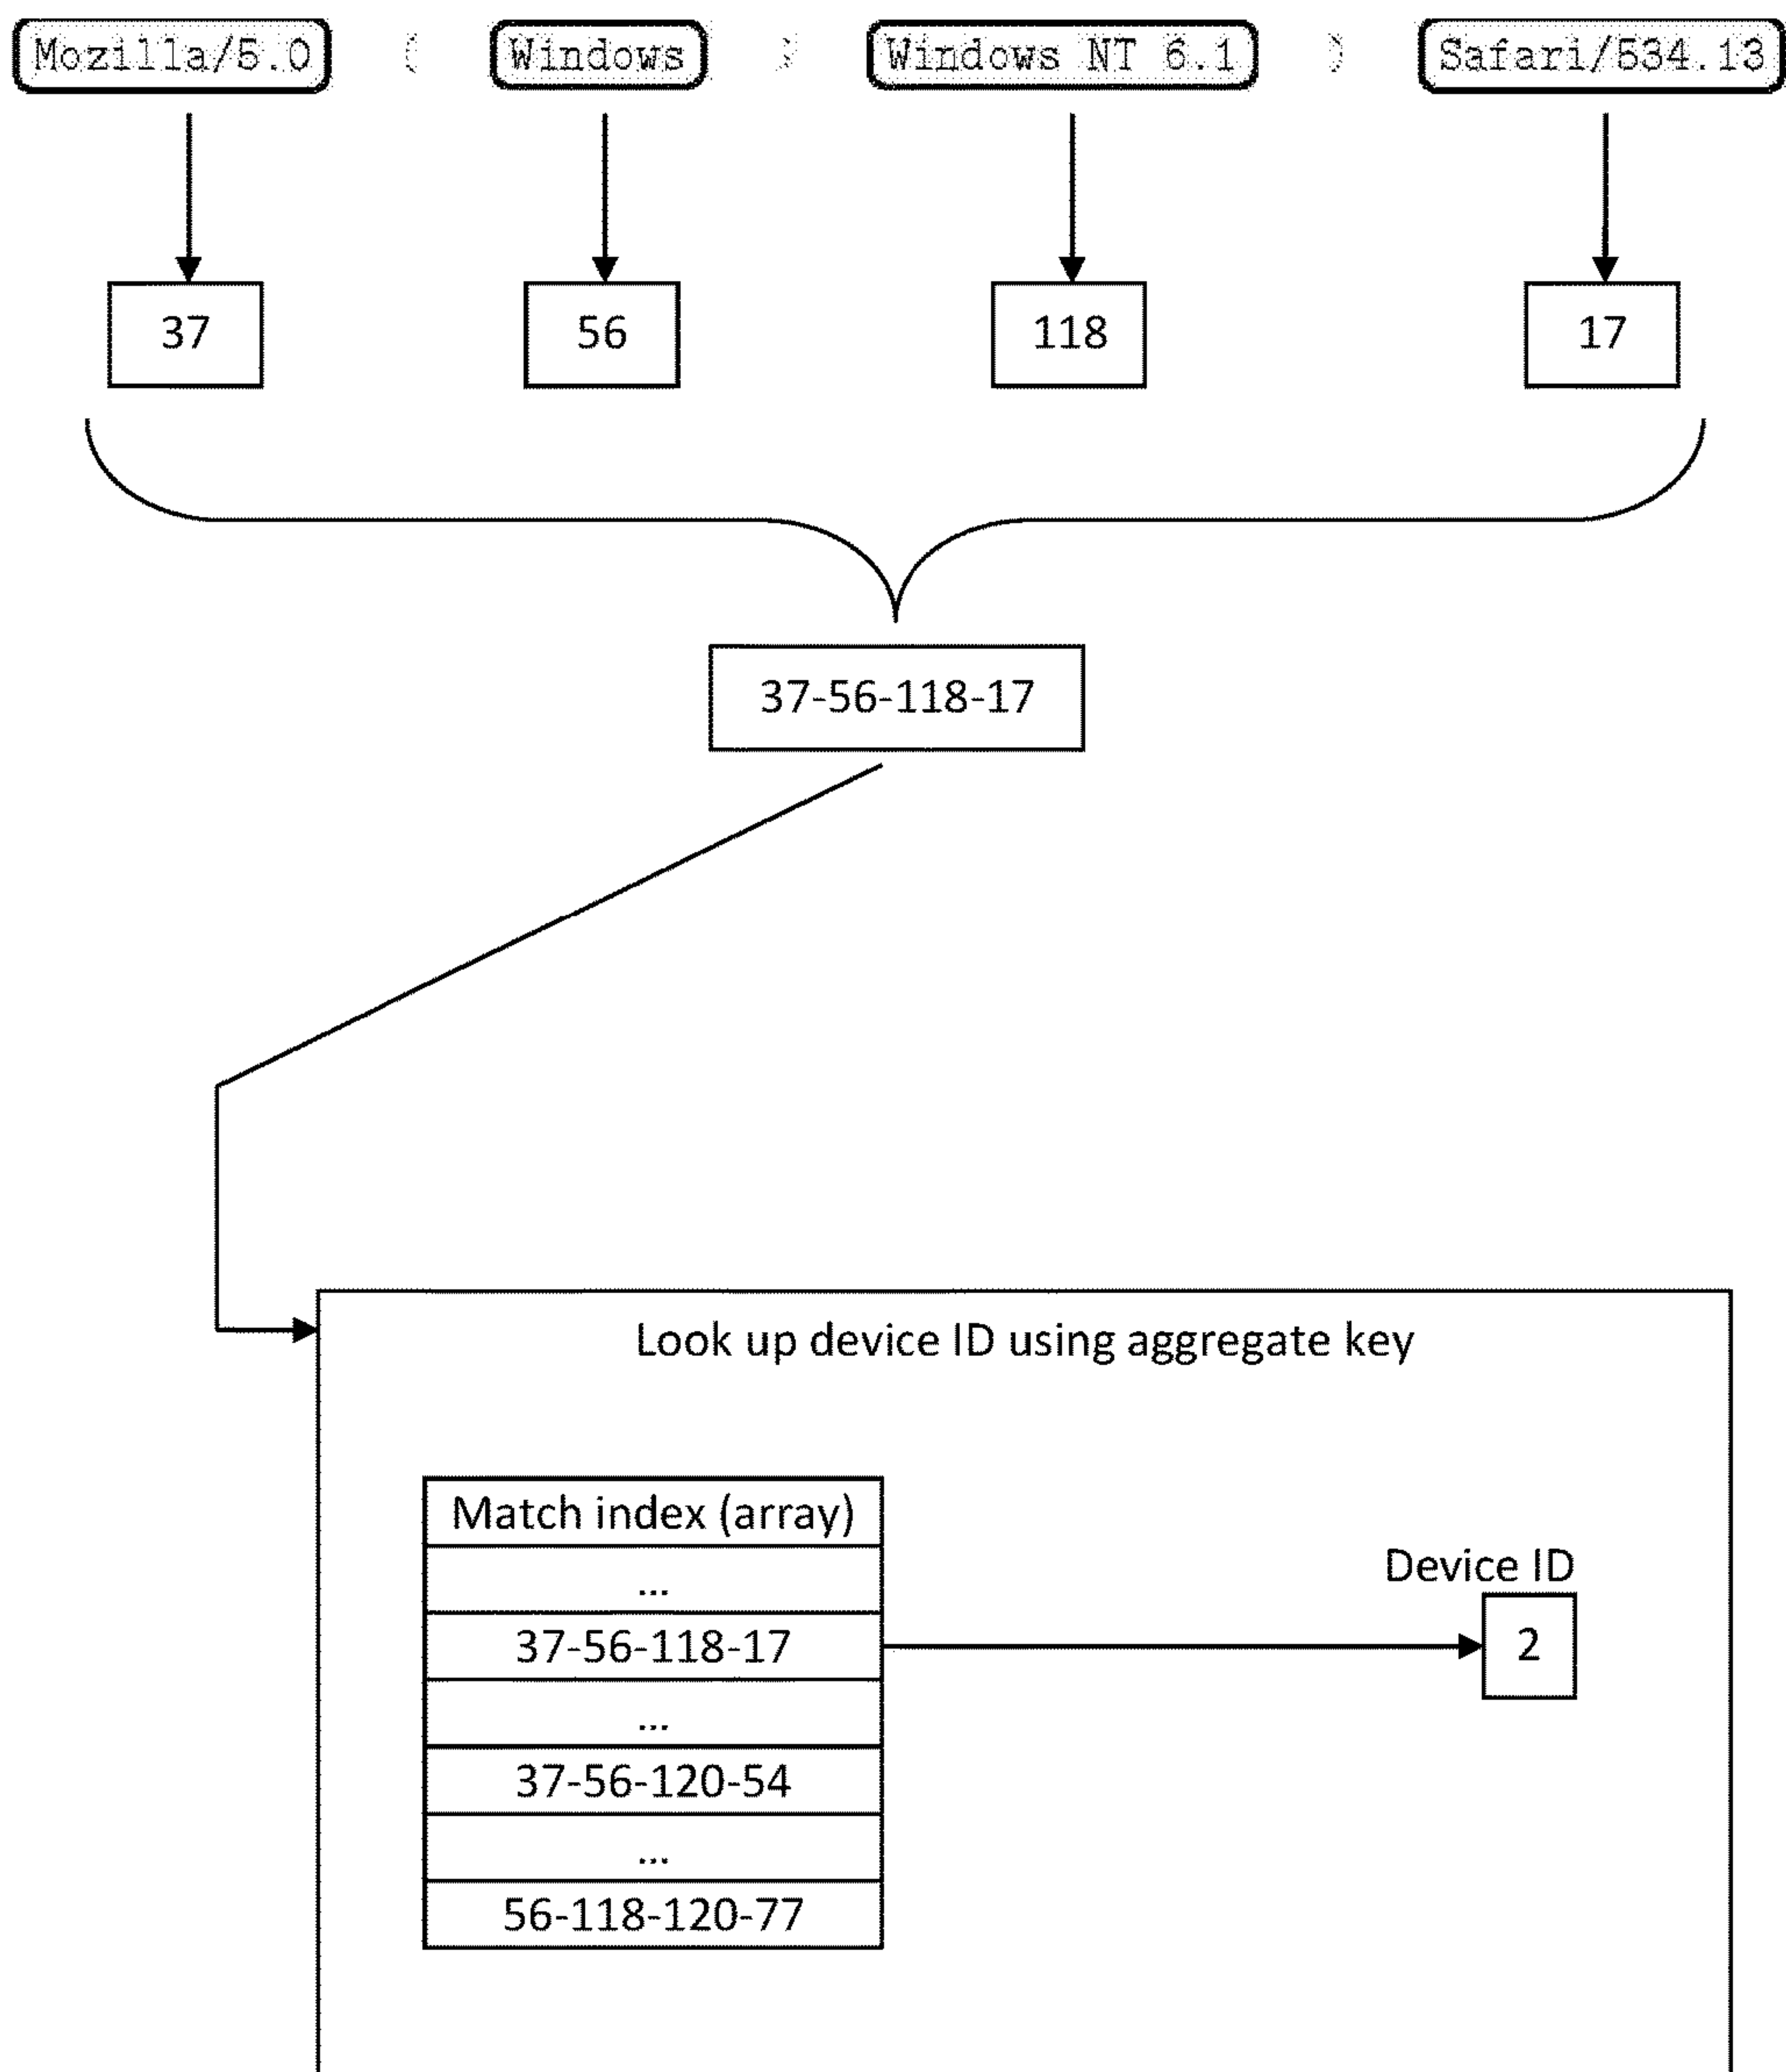 Mozilla/5.0 ( Windows ; Windows NT 6.1 ) Safari/534.13
37 56 118 17
37-56-118-17
Look up device ID using aggregate key
Match index (array)
...
Device ID
37-56-118-17 2
...
37-56-120-54
...
56-118-120-77